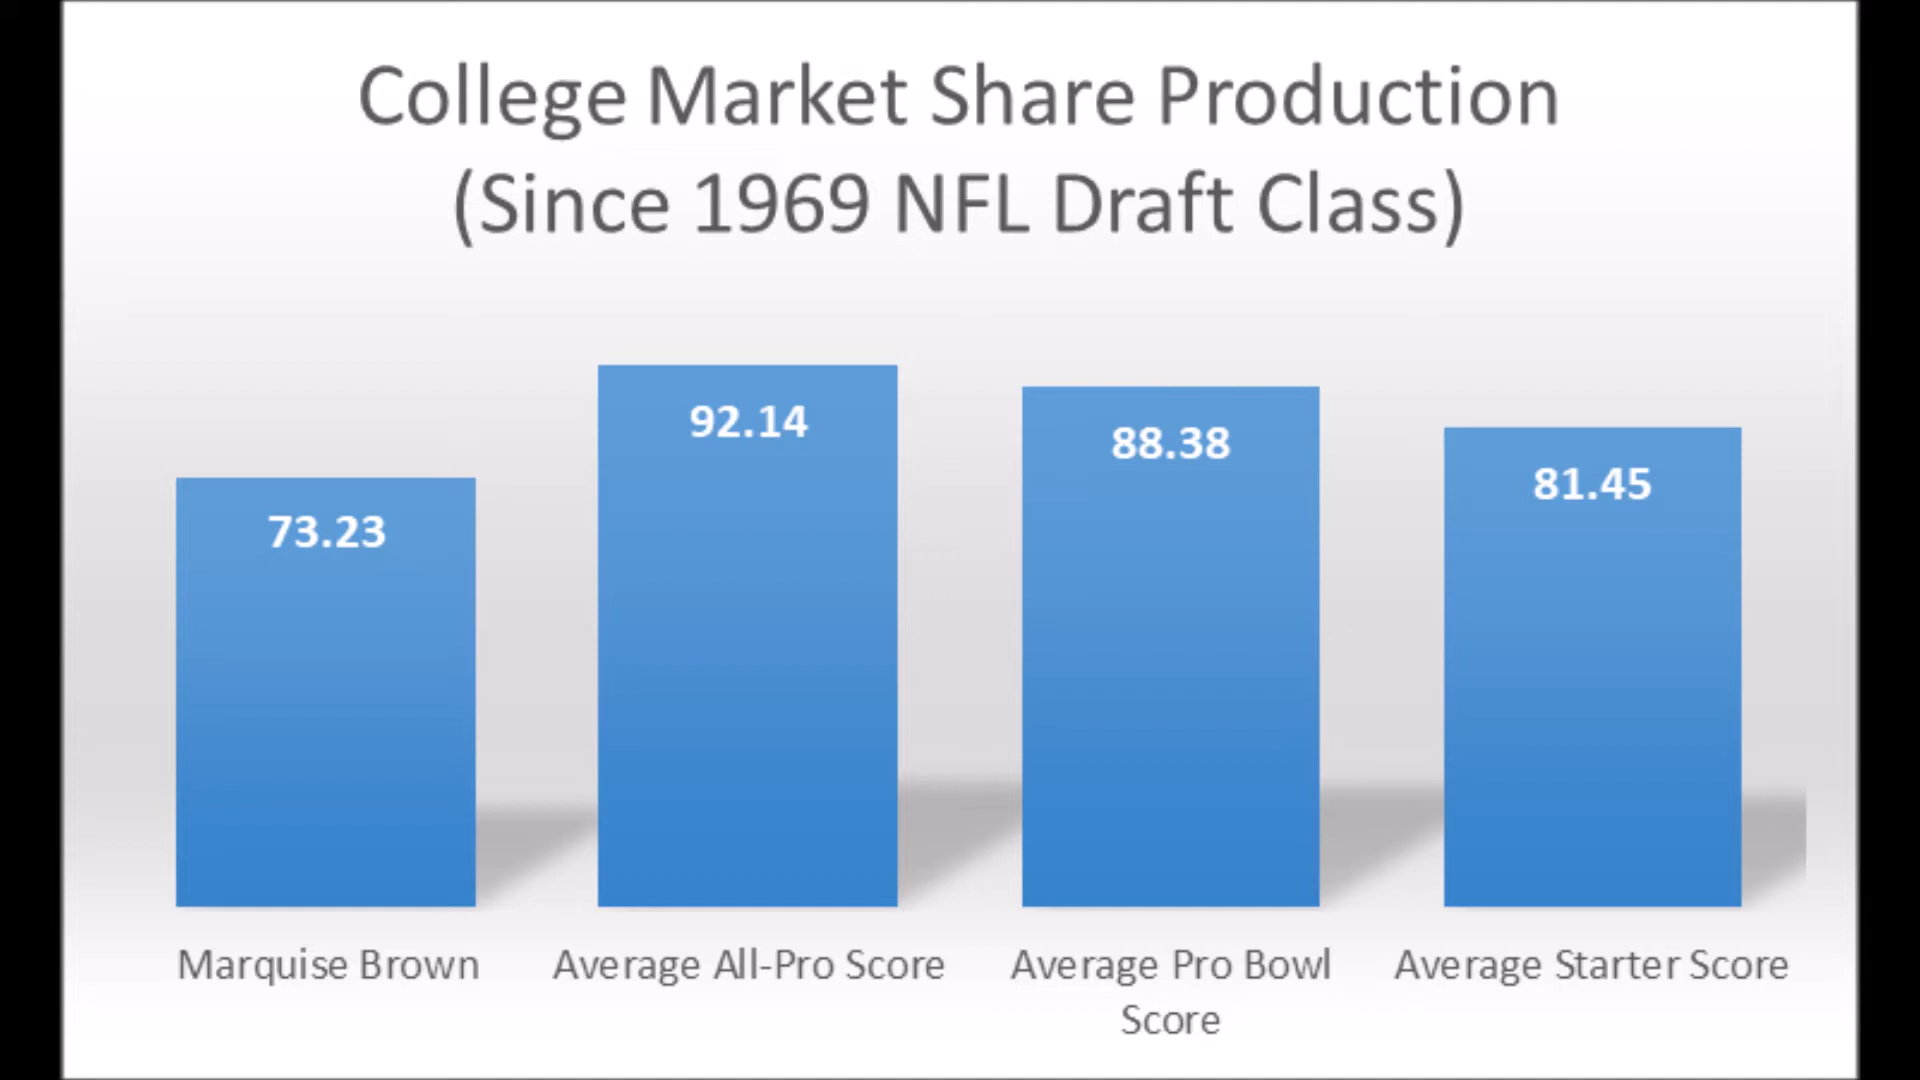 College Market Share Production
(Since 1969 NFL Draft Class)
73.23
92.14
88.38
81.45
Marquise Brown
Average All-Pro Score
Average Pro Bowl
Score
Average Starter Score